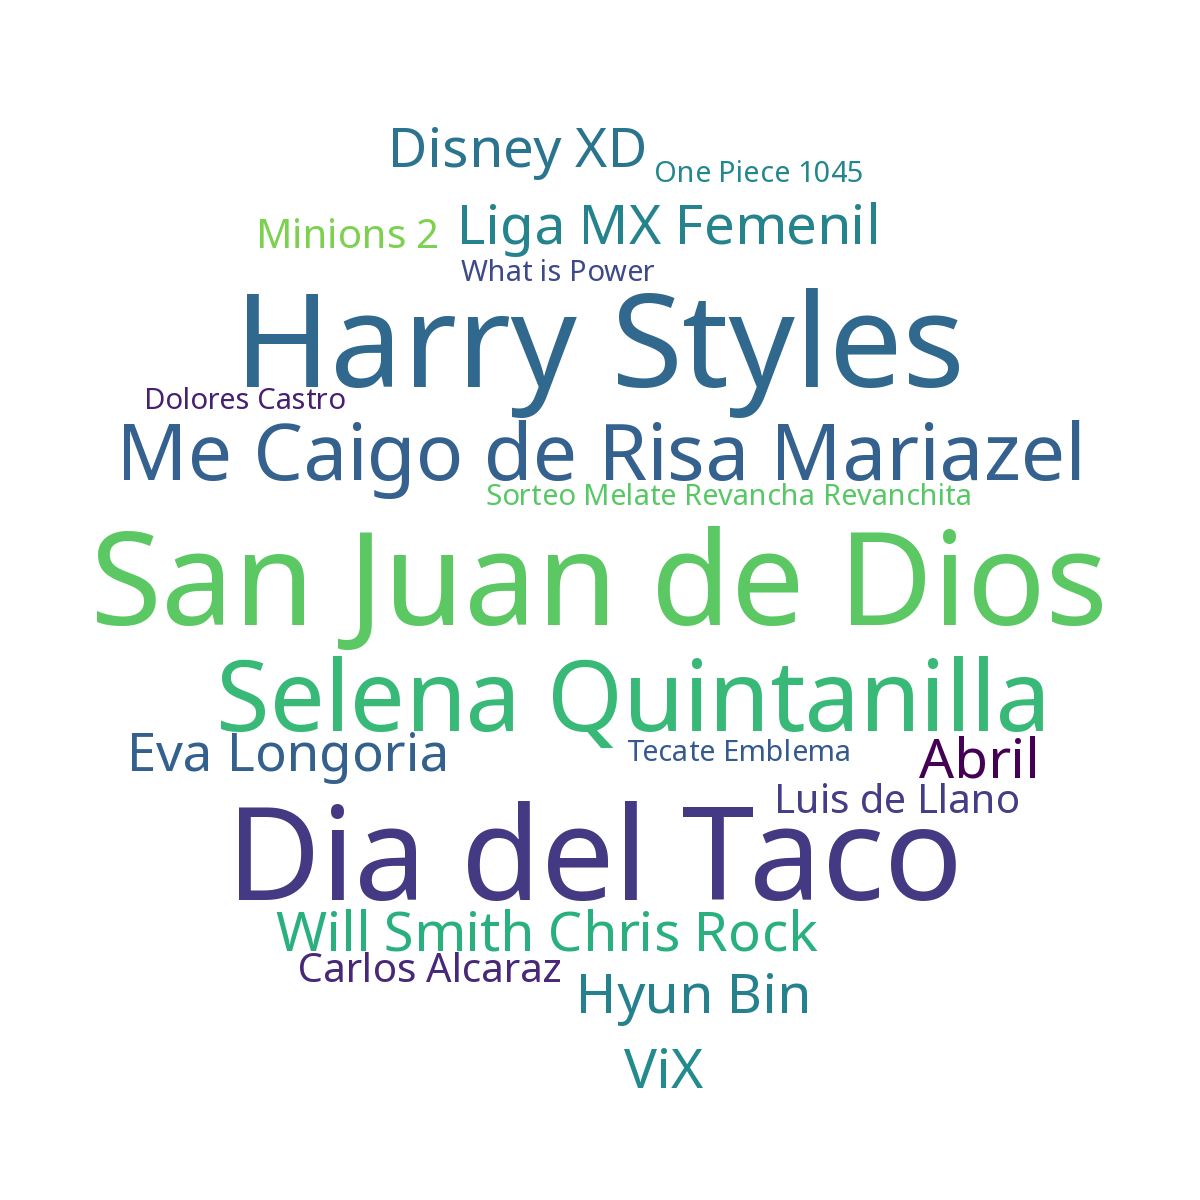 Disney XD
One Piece 1045
Minions 2
Liga MX Femenil
What is Power
Harry Styles
Dolores Castro
Me Caigo de Risa Mariazel
Sorteo Melate Revancha Revanchita
San Juan de Dios
Selena Quintanilla
Eva Longoria
Tecate Emblema
Abril
Luis de Llano
Dia del Taco
Will Smith Chris Rock
Carlos Alcaraz
Hyun Bin
ViX